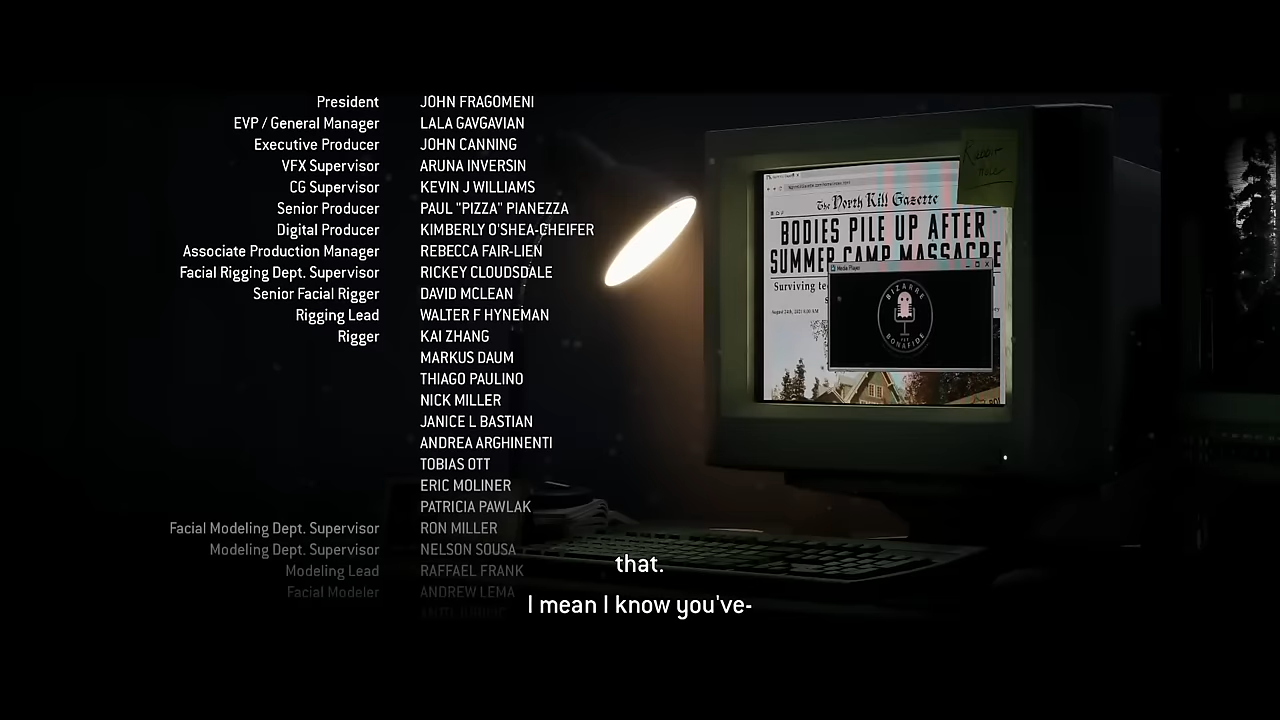 President JOHN FRAGOMENI
EVP / General Manager LALA GAVGAVIAN
Executive Producer JOHN CANNING
VFX Supervisor ARUNA INVERSIN
CG Supervisor KEVIN J WILLIAMS
Senior Producer PAUL "PIZZA" PIANEZZA
Digital Producer KIMBERLY O'SHEA-CHEIFER
Associate Production Manager REBECCA FAIR-LIEN
Facial Rigging Dept. Supervisor RICKEY CLOUDSDALE
Senior Facial Rigger DAVID MCLEAN
Rigging Lead WALTER F HYNEMAN
Rigger KAI ZHANG
MARKUS DAUM
THIAGO PAULINO
NICK MILLER
JANICE L BASTIAN
ANDREA ARGHINENTI
TOBIAS OTT
ERIC MOLINER
PATRICIA PAWLAK
Facial Modeling Dept. Supervisor RON MILLER
Modeling Dept. Supervisor NELSON SOUSA
Modeling Lead RAFFAEL FRANK
Facial Modeler ANDREW LEMA
The North Kill Gazette
BODIES PILE UP AFTER
SUMMER CAMP MASSACRE
Surviving
Media Player
BIZARRE
YET
BONAFIDE
that.
I mean I know you've-